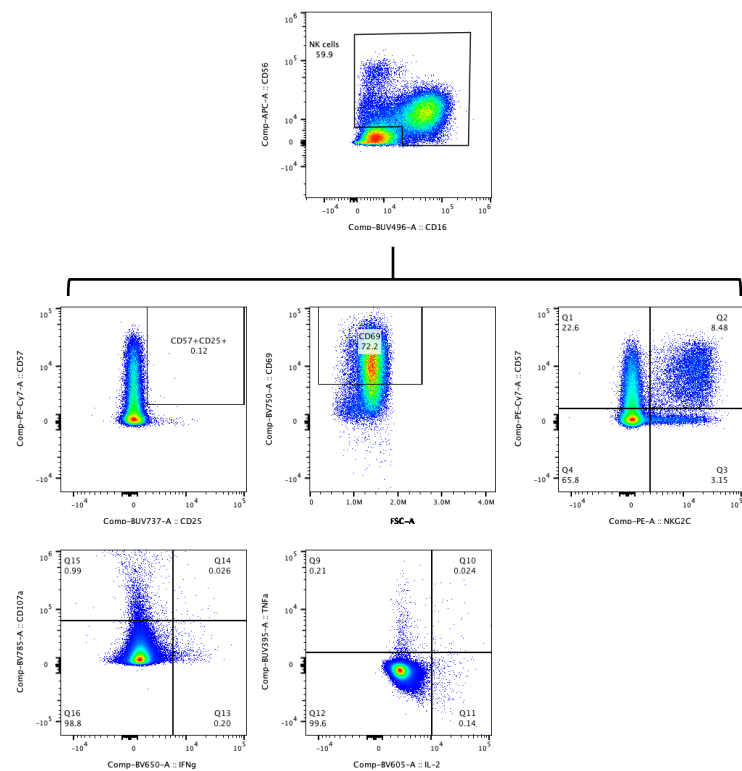 10^6
NK cells
59.9
10^5
10^4
0
-10^4
Comp-APC-A :: CD56
-10^4 0 10^4 10^5 10^6
Comp-BUV496-A :: CD16
10^5
CD57+CD25+
0.12
10^4
0
-10^4
Comp-PE-Cy7-A :: CD57
-10^4 0 10^4 10^5
Comp-BUV737-A :: CD25
10^5
CD69
72.2
10^4
0
-10^4
Comp-BV750-A :: CD69
0 1.0M 2.0M 3.0M 4.0M
FSC-A
10^5
Q1
22.6
Q2
8.48
10^4
0
-10^4
Q4
65.8
Q3
3.15
Comp-PE-Cy7-A :: CD57
-10^4 0 10^4 10^5
Comp-PE-A :: NKG2C
10^6
Q15
0.99
Q14
0.026
10^5
0
-10^5
Q16
98.8
Q13
0.20
Comp-BV785-A :: CD107a
-10^4 0 10^4 10^5
Comp-BV650-A :: IFNg
10^5
Q9
0.21
Q10
0.024
10^4
0
-10^4
Q12
99.6
Q11
0.14
Comp-BUV395-A :: TNFa
-10^4 0 10^4 10^5
Comp-BV605-A :: IL-2